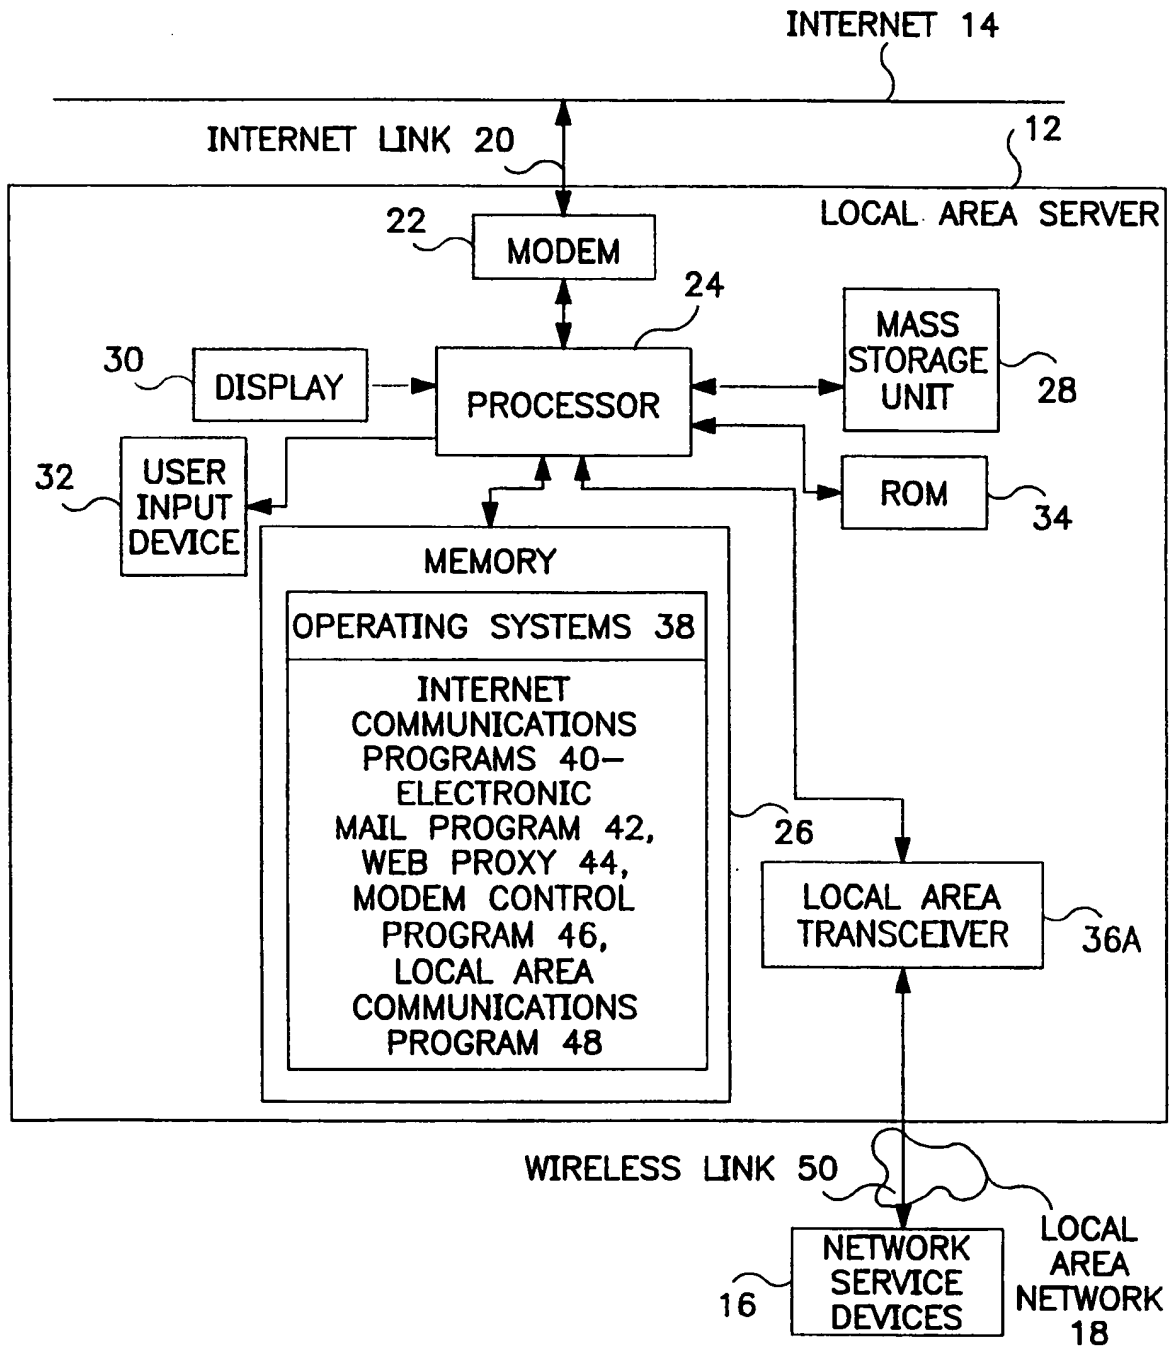 INTERNET 14
INTERNET LINK 20
12
LOCAL AREA SERVER
22
MODEM
24
MASS
STORAGE
UNIT
28
30
DISPLAY
PROCESSOR
32
USER
INPUT
DEVICE
ROM
34
MEMORY
OPERATING SYSTEMS 38
INTERNET
COMMUNICATIONS
PROGRAMS 40–
ELECTRONIC
MAIL PROGRAM 42,
WEB PROXY 44,
MODEM CONTROL
PROGRAM 46,
LOCAL AREA
COMMUNICATIONS
PROGRAM 48
26
LOCAL AREA
TRANSCEIVER
36A
WIRELESS LINK 50
NETWORK
SERVICE
DEVICES
16
LOCAL
AREA
NETWORK
18